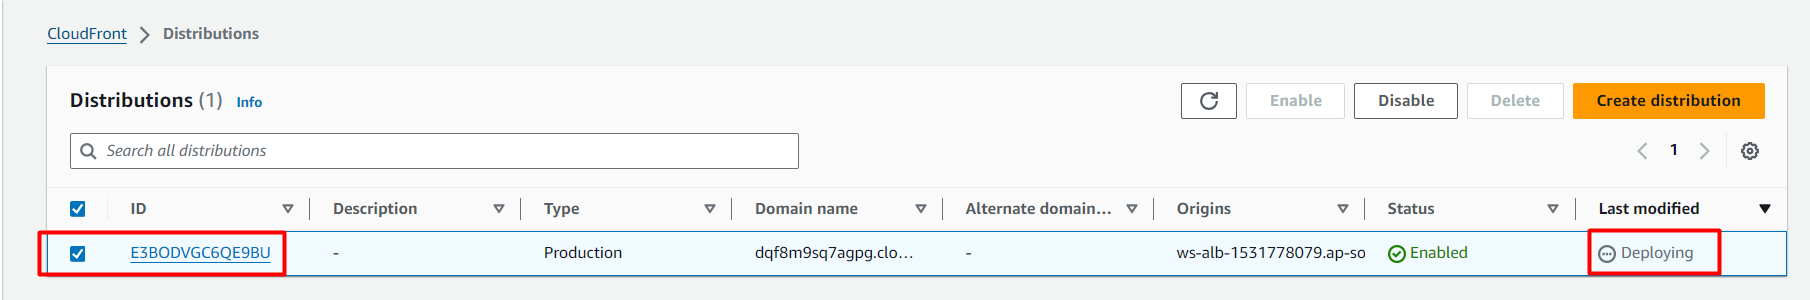 CloudFront > Distributions
Distributions (1) Info
Enable Disable Delete Create distribution
Search all distributions
1
ID Description Type Domain name Alternate domain... Origins Status Last modified
E3BODVGC6QE9BU - Production dqf8m9sq7agpg.clo... - ws-alb-1531778079.ap-so Enabled Deploying